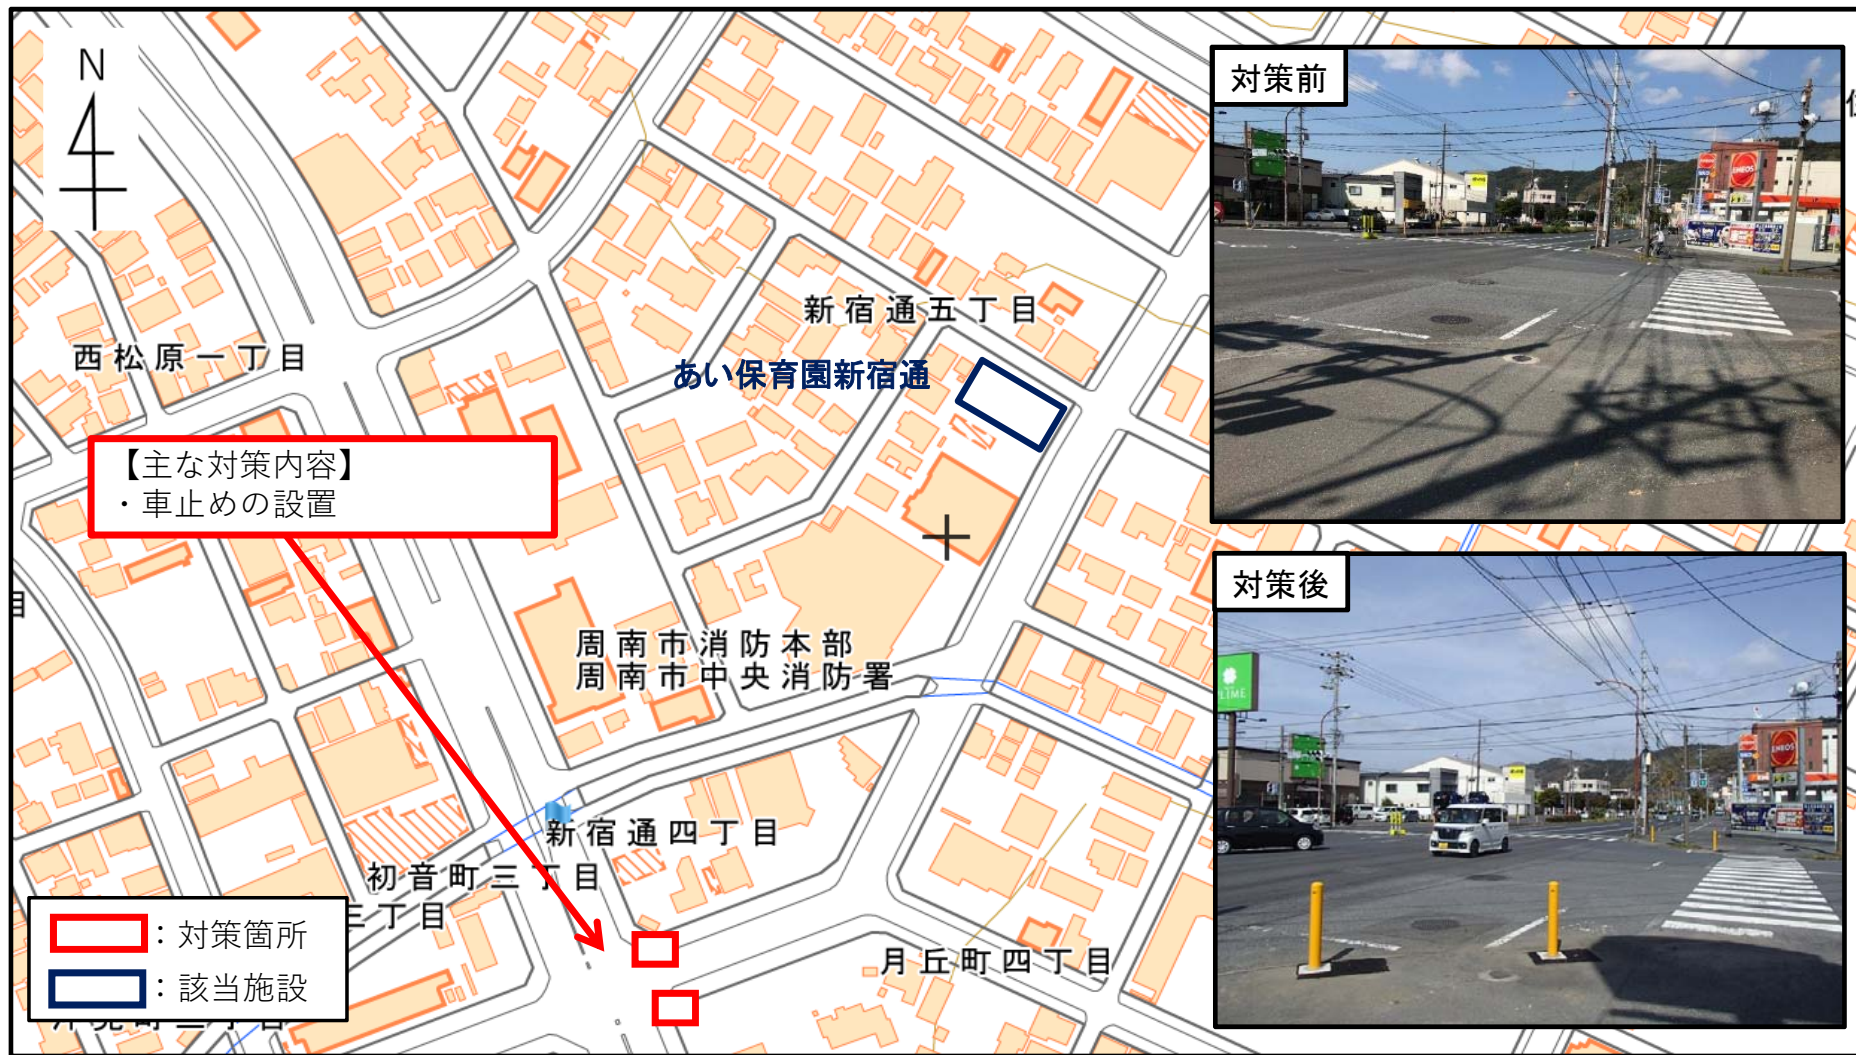 N
対策前
ENEOS
新宿通五丁目
西松原一丁目
あい保育園新宿通
【主な対策内容】
・車止めの設置
対策後
周南市消防本部
周南市中央消防署
LIME
ENEOS
新宿通四丁目
初音町三丁目
三丁目
：対策箇所
月丘町四丁目
：該当施設